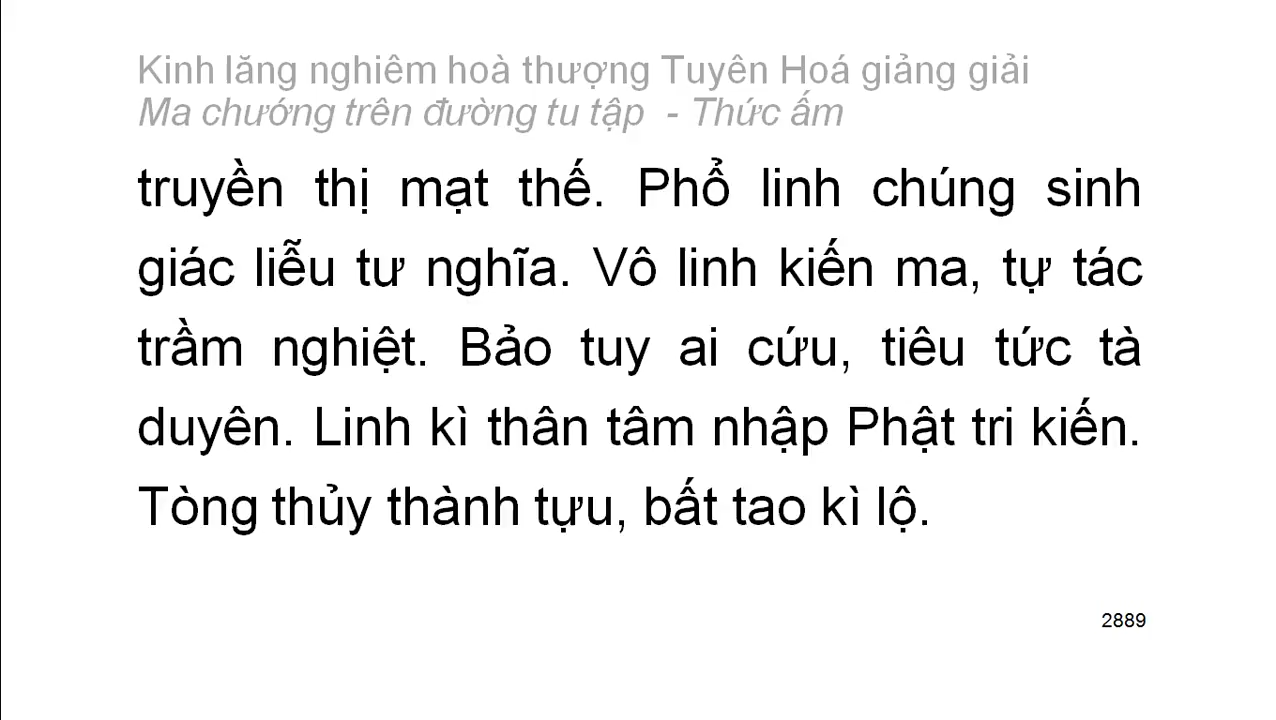 Kinh lăng nghiêm hoà thượng Tuyên Hoá giảng giải
Ma chướng trên đường tu tập - Thức ấm
truyền thị mạt thế. Phổ linh chúng sinh
giác liễu tư nghĩa. Vô linh kiến ma, tự tác
trầm nghiệt. Bảo tuy ai cứu, tiêu tức tà
duyên. Linh kì thân tâm nhập Phật tri kiến.
Tòng thủy thành tựu, bất tao kì lộ.
2889